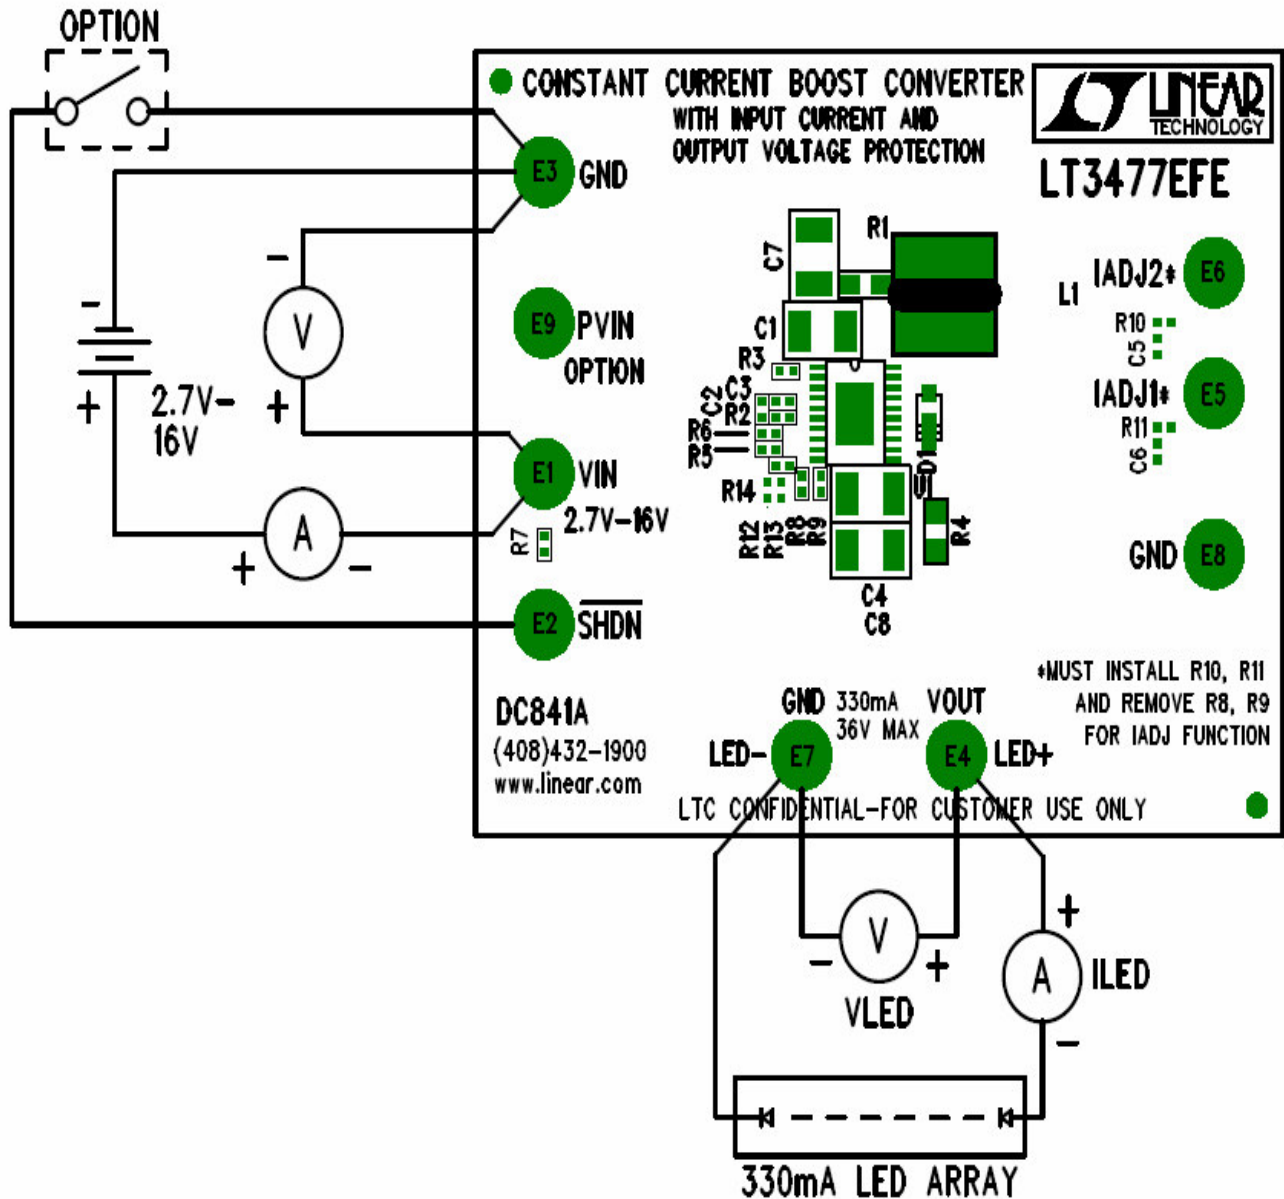 OPTION
CONSTANT CURRENT BOOST CONVERTER
WITH INPUT CURRENT AND
OUTPUT VOLTAGE PROTECTION
LINEAR
TECHNOLOGY
LT3477EFE
E3 GND
-
V
+
-
+
2.7V-
16V
E9 PVIN
OPTION
E1 VIN
2.7V-16V
A
+
-
R7
E2 SHDN
C7
R1
L1
C1
R3
C2
C3
R2
R6
R5
R14
R12
R13
R8
R9
D1
U1
R4
C4
C8
IADJ2* E6
R10
C5
IADJ1* E5
R11
C6
GND E8
*MUST INSTALL R10, R11
AND REMOVE R8, R9
FOR IADJ FUNCTION
DC841A
(408)432-1900
www.linear.com
GND 330mA VOUT
36V MAX
LED- E7 E4 LED+
LTC CONFIDENTIAL-FOR CUSTOMER USE ONLY
V
-
+
VLED
+
A ILED
-
330mA LED ARRAY